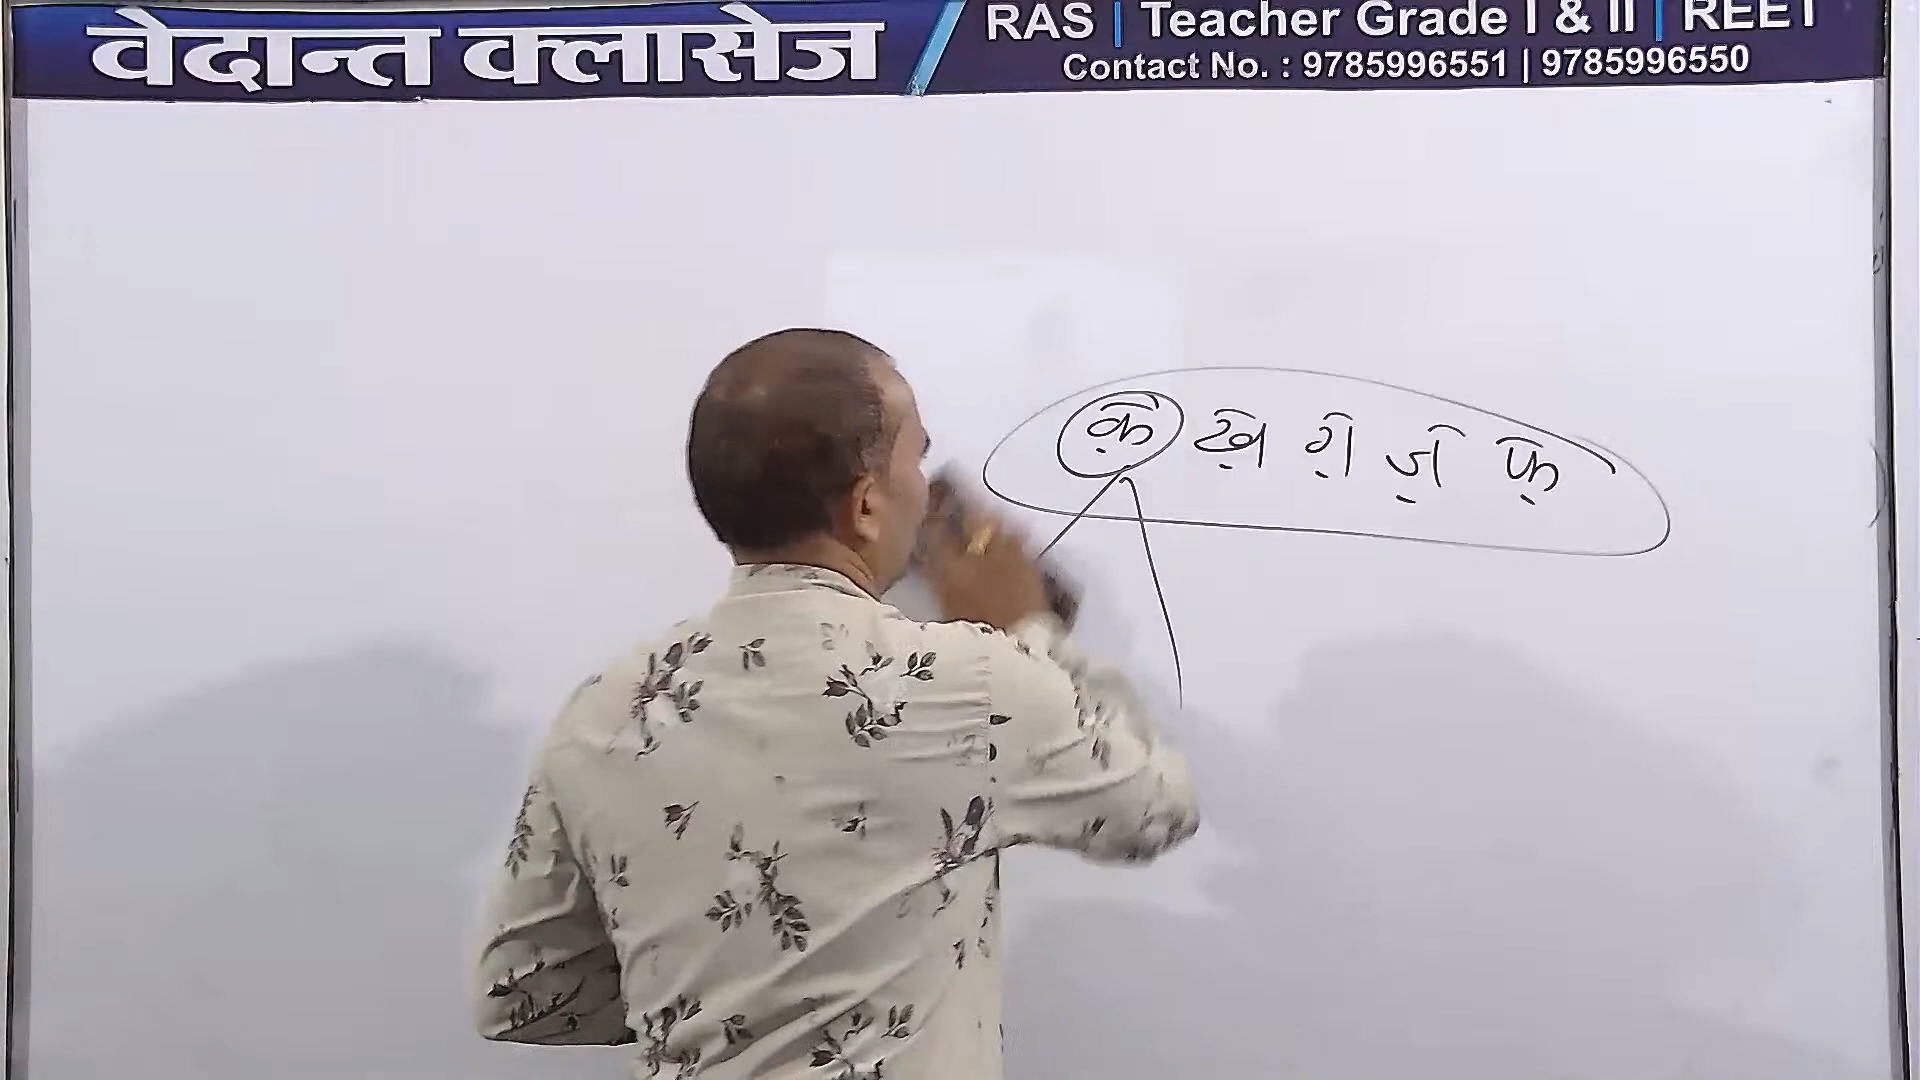 वेदान्त क्लासेज
RAS | Teacher Grade I & II | REET
Contact No. : 9785996551 | 9785996550
क़ ख़ ग़ ज़ फ़